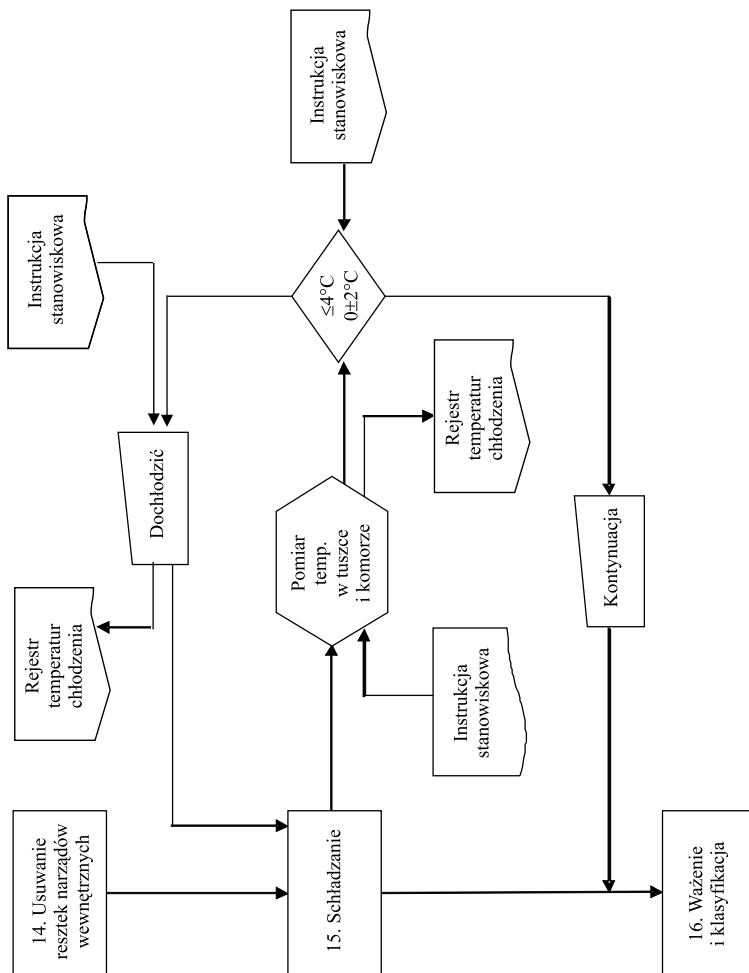 14. Usuwanie
resztek narządów
wewnętrznych
Rejestr
temperatur
chłodzenia
Dochłodzić
Instrukcja
stanowiskowa
15. Schładzanie
Pomiar
temp.
w tuszce
i komorze
≤4°C
0±2°C
Instrukcja
stanowiskowa
Instrukcja
stanowiskowa
Rejestr
temperatur
chłodzenia
Kontynuacja
16. Ważenie
i klasyfikacja